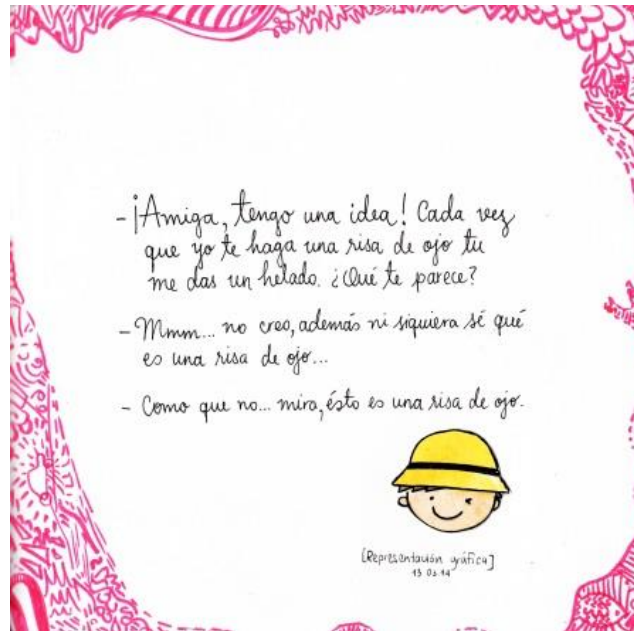 - ¡Amiga, tengo una idea! Cada vez
que yo te haga una risa de ojo tu
me das un helado. ¿Qué te parece?
- Mmm... no creo, además ni siquiera sé qué
es una risa de ojo...
- Como que no... mira, ésto es una risa de ojo.
[Representación gráfica]
13 02 14